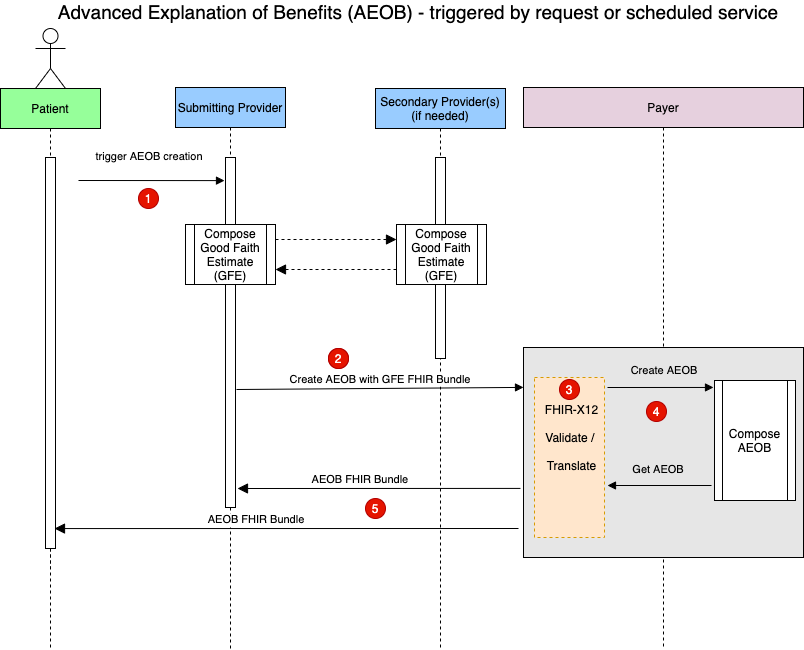 Advanced Explanation of Benefits (AEOB) - triggered by request or scheduled service
Patient
Submitting Provider
Secondary Provider(s)
(if needed)
Payer
trigger AEOB creation
1
Compose
Good Faith
Estimate
(GFE)
Compose
Good Faith
Estimate
(GFE)
2
Create AEOB with GFE FHIR Bundle
3
FHIR-X12
Validate /
Translate
Create AEOB
4
Compose
AEOB
Get AEOB
AEOB FHIR Bundle
5
AEOB FHIR Bundle